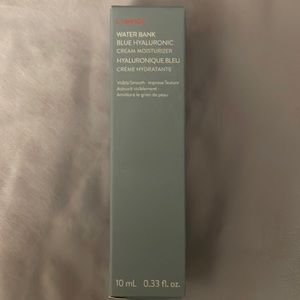 WATER BANK
BLUE HYALURONIC
CREAM MOISTURIZER
HYALURONIQUE BLEU
CRÈME HYDRATANTE
Visibly Smooth · Improve Texture
Adoucit visiblement ·
Améliore le grain de peau
10 mL 0.33 fl. oz.